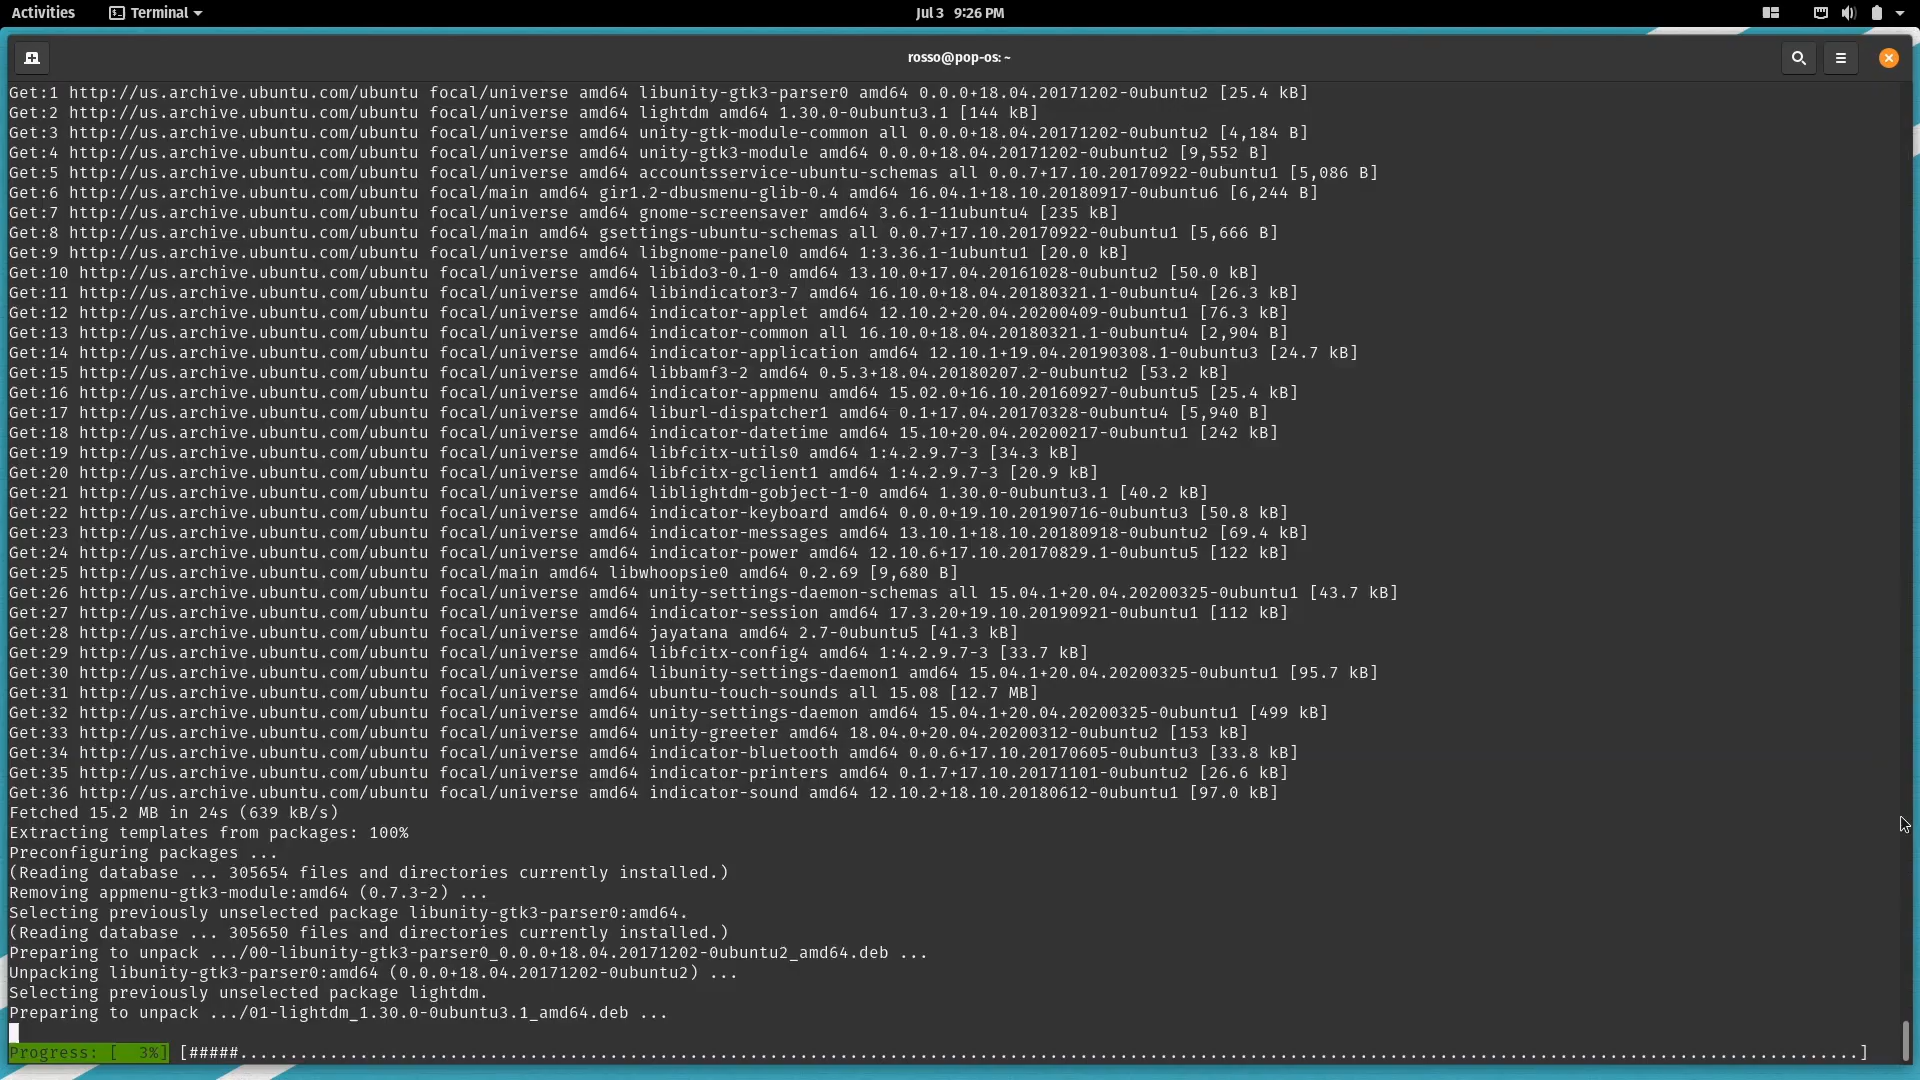 Activities
Terminal
Jul 3 9:26 PM
rosso@pop-os: ~
Get:1 http://us.archive.ubuntu.com/ubuntu focal/universe amd64 libunity-gtk3-parser0 amd64 0.0.0+18.04.20171202-0ubuntu2 [25.4 kB]
Get:2 http://us.archive.ubuntu.com/ubuntu focal/universe amd64 lightdm amd64 1.30.0-0ubuntu3.1 [144 kB]
Get:3 http://us.archive.ubuntu.com/ubuntu focal/universe amd64 unity-gtk-module-common all 0.0.0+18.04.20171202-0ubuntu2 [4,184 B]
Get:4 http://us.archive.ubuntu.com/ubuntu focal/universe amd64 unity-gtk3-module amd64 0.0.0+18.04.20171202-0ubuntu2 [9,552 B]
Get:5 http://us.archive.ubuntu.com/ubuntu focal/universe amd64 accountsservice-ubuntu-schemas all 0.0.7+17.10.20170922-0ubuntu1 [5,086 B]
Get:6 http://us.archive.ubuntu.com/ubuntu focal/main amd64 gir1.2-dbusmenu-glib-0.4 amd64 16.04.1+18.10.20180917-0ubuntu6 [6,244 B]
Get:7 http://us.archive.ubuntu.com/ubuntu focal/universe amd64 gnome-screensaver amd64 3.6.1-11ubuntu4 [235 kB]
Get:8 http://us.archive.ubuntu.com/ubuntu focal/main amd64 gsettings-ubuntu-schemas all 0.0.7+17.10.20170922-0ubuntu1 [5,666 B]
Get:9 http://us.archive.ubuntu.com/ubuntu focal/universe amd64 libgnome-panel0 amd64 1:3.36.1-1ubuntu1 [20.0 kB]
Get:10 http://us.archive.ubuntu.com/ubuntu focal/universe amd64 libido3-0.1-0 amd64 13.10.0+17.04.20161028-0ubuntu2 [50.0 kB]
Get:11 http://us.archive.ubuntu.com/ubuntu focal/universe amd64 libindicator3-7 amd64 16.10.0+18.04.20180321.1-0ubuntu4 [26.3 kB]
Get:12 http://us.archive.ubuntu.com/ubuntu focal/universe amd64 indicator-applet amd64 12.10.2+20.04.20200409-0ubuntu1 [76.3 kB]
Get:13 http://us.archive.ubuntu.com/ubuntu focal/universe amd64 indicator-common all 16.10.0+18.04.20180321.1-0ubuntu4 [2,904 B]
Get:14 http://us.archive.ubuntu.com/ubuntu focal/universe amd64 indicator-application amd64 12.10.1+19.04.20190308.1-0ubuntu3 [24.7 kB]
Get:15 http://us.archive.ubuntu.com/ubuntu focal/universe amd64 libbamf3-2 amd64 0.5.3+18.04.20180207.2-0ubuntu2 [53.2 kB]
Get:16 http://us.archive.ubuntu.com/ubuntu focal/universe amd64 indicator-appmenu amd64 15.02.0+16.10.20160927-0ubuntu5 [25.4 kB]
Get:17 http://us.archive.ubuntu.com/ubuntu focal/universe amd64 liburl-dispatcher1 amd64 0.1+17.04.20170328-0ubuntu4 [5,940 B]
Get:18 http://us.archive.ubuntu.com/ubuntu focal/universe amd64 indicator-datetime amd64 15.10+20.04.20200217-0ubuntu1 [242 kB]
Get:19 http://us.archive.ubuntu.com/ubuntu focal/universe amd64 libfcitx-utils0 amd64 1:4.2.9.7-3 [34.3 kB]
Get:20 http://us.archive.ubuntu.com/ubuntu focal/universe amd64 libfcitx-gclient1 amd64 1:4.2.9.7-3 [20.9 kB]
Get:21 http://us.archive.ubuntu.com/ubuntu focal/universe amd64 liblightdm-gobject-1-0 amd64 1.30.0-0ubuntu3.1 [40.2 kB]
Get:22 http://us.archive.ubuntu.com/ubuntu focal/universe amd64 indicator-keyboard amd64 0.0.0+19.10.20190716-0ubuntu3 [50.8 kB]
Get:23 http://us.archive.ubuntu.com/ubuntu focal/universe amd64 indicator-messages amd64 13.10.1+18.10.20180918-0ubuntu2 [69.4 kB]
Get:24 http://us.archive.ubuntu.com/ubuntu focal/universe amd64 indicator-power amd64 12.10.6+17.10.20170829.1-0ubuntu5 [122 kB]
Get:25 http://us.archive.ubuntu.com/ubuntu focal/main amd64 libwhoopsie0 amd64 0.2.69 [9,680 B]
Get:26 http://us.archive.ubuntu.com/ubuntu focal/universe amd64 unity-settings-daemon-schemas all 15.04.1+20.04.20200325-0ubuntu1 [43.7 kB]
Get:27 http://us.archive.ubuntu.com/ubuntu focal/universe amd64 indicator-session amd64 17.3.20+19.10.20190921-0ubuntu1 [112 kB]
Get:28 http://us.archive.ubuntu.com/ubuntu focal/universe amd64 jayatana amd64 2.7-0ubuntu5 [41.3 kB]
Get:29 http://us.archive.ubuntu.com/ubuntu focal/universe amd64 libfcitx-config4 amd64 1:4.2.9.7-3 [33.7 kB]
Get:30 http://us.archive.ubuntu.com/ubuntu focal/universe amd64 libunity-settings-daemon1 amd64 15.04.1+20.04.20200325-0ubuntu1 [95.7 kB]
Get:31 http://us.archive.ubuntu.com/ubuntu focal/universe amd64 ubuntu-touch-sounds all 15.08 [12.7 MB]
Get:32 http://us.archive.ubuntu.com/ubuntu focal/universe amd64 unity-settings-daemon amd64 15.04.1+20.04.20200325-0ubuntu1 [499 kB]
Get:33 http://us.archive.ubuntu.com/ubuntu focal/universe amd64 unity-greeter amd64 18.04.0+20.04.20200312-0ubuntu2 [153 kB]
Get:34 http://us.archive.ubuntu.com/ubuntu focal/universe amd64 indicator-bluetooth amd64 0.0.6+17.10.20170605-0ubuntu3 [33.8 kB]
Get:35 http://us.archive.ubuntu.com/ubuntu focal/universe amd64 indicator-printers amd64 0.1.7+17.10.20171101-0ubuntu2 [26.6 kB]
Get:36 http://us.archive.ubuntu.com/ubuntu focal/universe amd64 indicator-sound amd64 12.10.2+18.10.20180612-0ubuntu1 [97.0 kB]
Fetched 15.2 MB in 24s (639 kB/s)
Extracting templates from packages: 100%
Preconfiguring packages ...
(Reading database ... 305654 files and directories currently installed.)
Removing appmenu-gtk3-module:amd64 (0.7.3-2) ...
Selecting previously unselected package libunity-gtk3-parser0:amd64.
(Reading database ... 305650 files and directories currently installed.)
Preparing to unpack .../00-libunity-gtk3-parser0_0.0.0+18.04.20171202-0ubuntu2_amd64.deb ...
Unpacking libunity-gtk3-parser0:amd64 (0.0.0+18.04.20171202-0ubuntu2) ...
Selecting previously unselected package lightdm.
Preparing to unpack .../01-lightdm_1.30.0-0ubuntu3.1_amd64.deb ...
Progress: [  3%] [#####..................................................................................................................................................................]